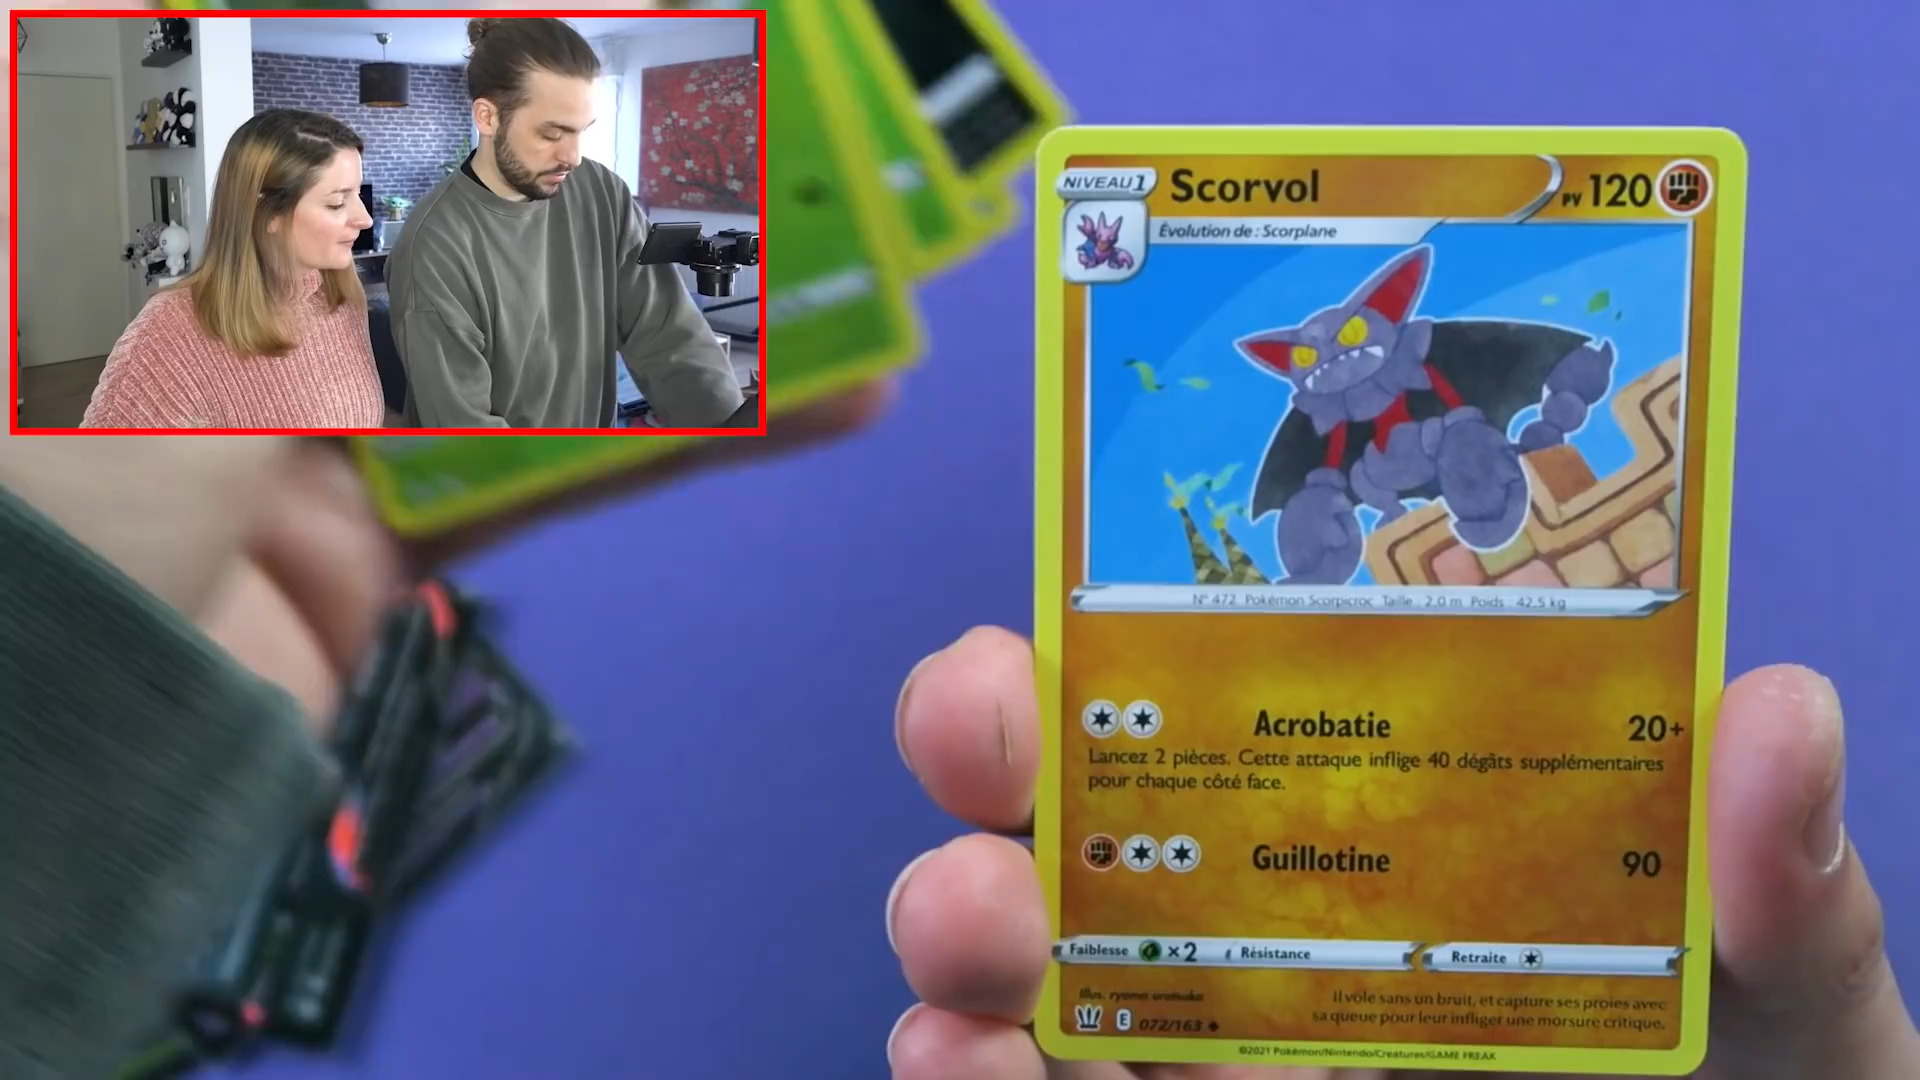 NIVEAU 1
Scorvol
PV 120
Évolution de : Scorplane
N° 472 Pokémon Scorpicroc Taille : 2,0 m Poids : 42,5 kg
Acrobatie 20+
Lancez 2 pièces. Cette attaque inflige 40 dégâts supplémentaires
pour chaque côté face.
Guillotine 90
Faiblesse ×2 Résistance Retraite
Illus. ryoma uratsuka
Il vole sans un bruit, et capture ses proies avec
sa queue pour leur infliger une morsure critique.
E 072/163
©2021 Pokémon/Nintendo/Creatures/GAME FREAK